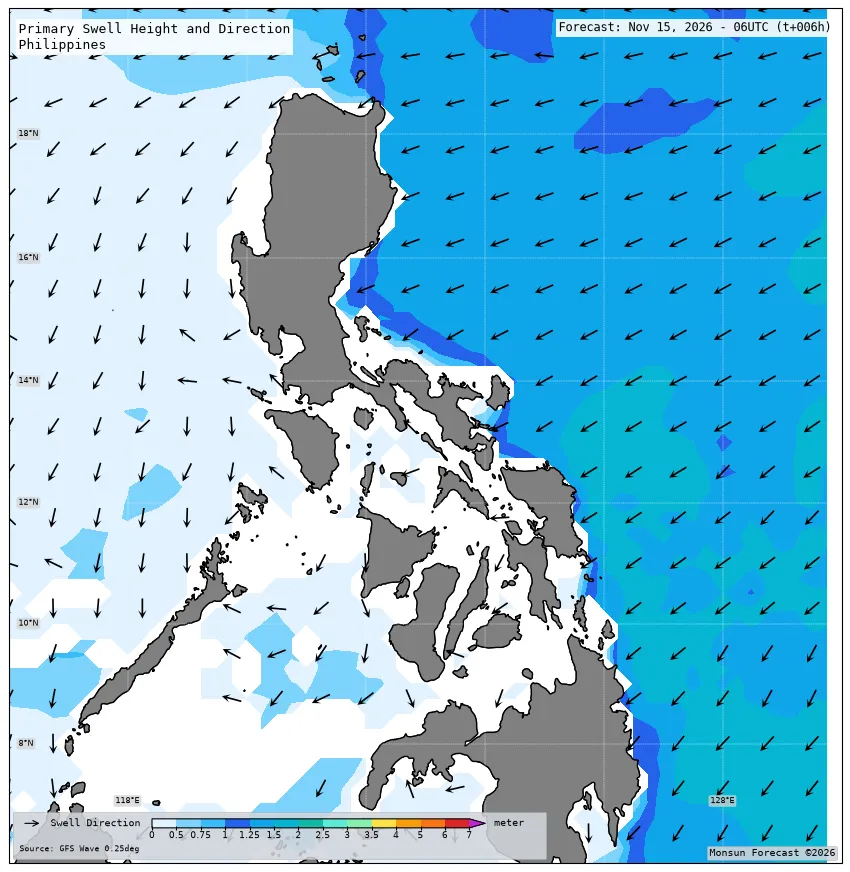 Primary Swell Height and Direction
Philippines
Forecast: Nov 15, 2026 - 06UTC (t+006h)
18°N
16°N
14°N
12°N
10°N
8°N
118°E
128°E
Swell Direction
0 0.5 0.75 1 1.25 1.5 2 2.5 3 3.5 4 5 6 7
meter
Source: GFS Wave 0.25deg
Monsun Forecast ©2026